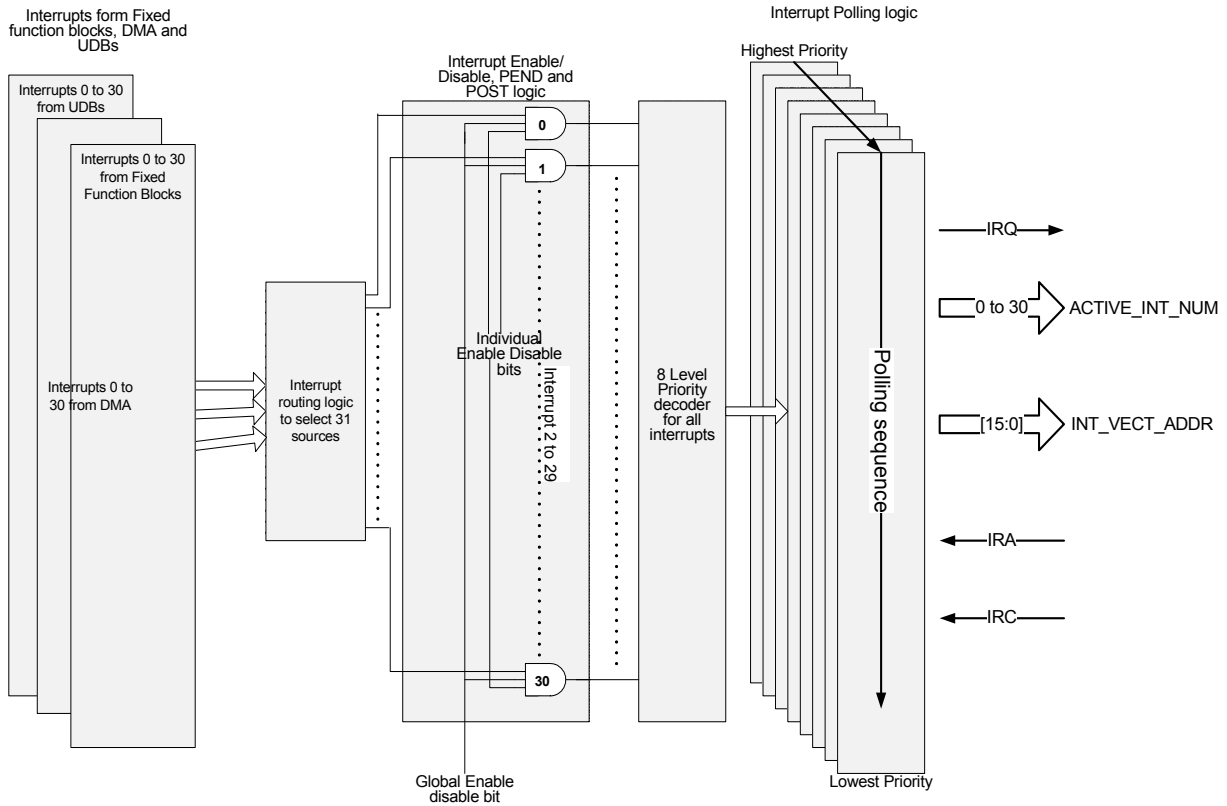 Interrupts form Fixed
function blocks, DMA and
UDBs
Interrupts 0 to 30
from UDBs
Interrupts 0 to 30
from Fixed
Function Blocks
Interrupts 0 to
30 from DMA
Interrupt
routing logic
to select 31
sources
Interrupt Enable/
Disable, PEND and
POST logic
0
1
Individual
Enable Disable
bits
Interrupt 2 to 29
30
Global Enable
disable bit
8 Level
Priority
decoder
for all
interrupts
Interrupt Polling logic
Highest Priority
Polling sequence
Lowest Priority
IRQ
0 to 30 ACTIVE_INT_NUM
[15:0] INT_VECT_ADDR
IRA
IRC